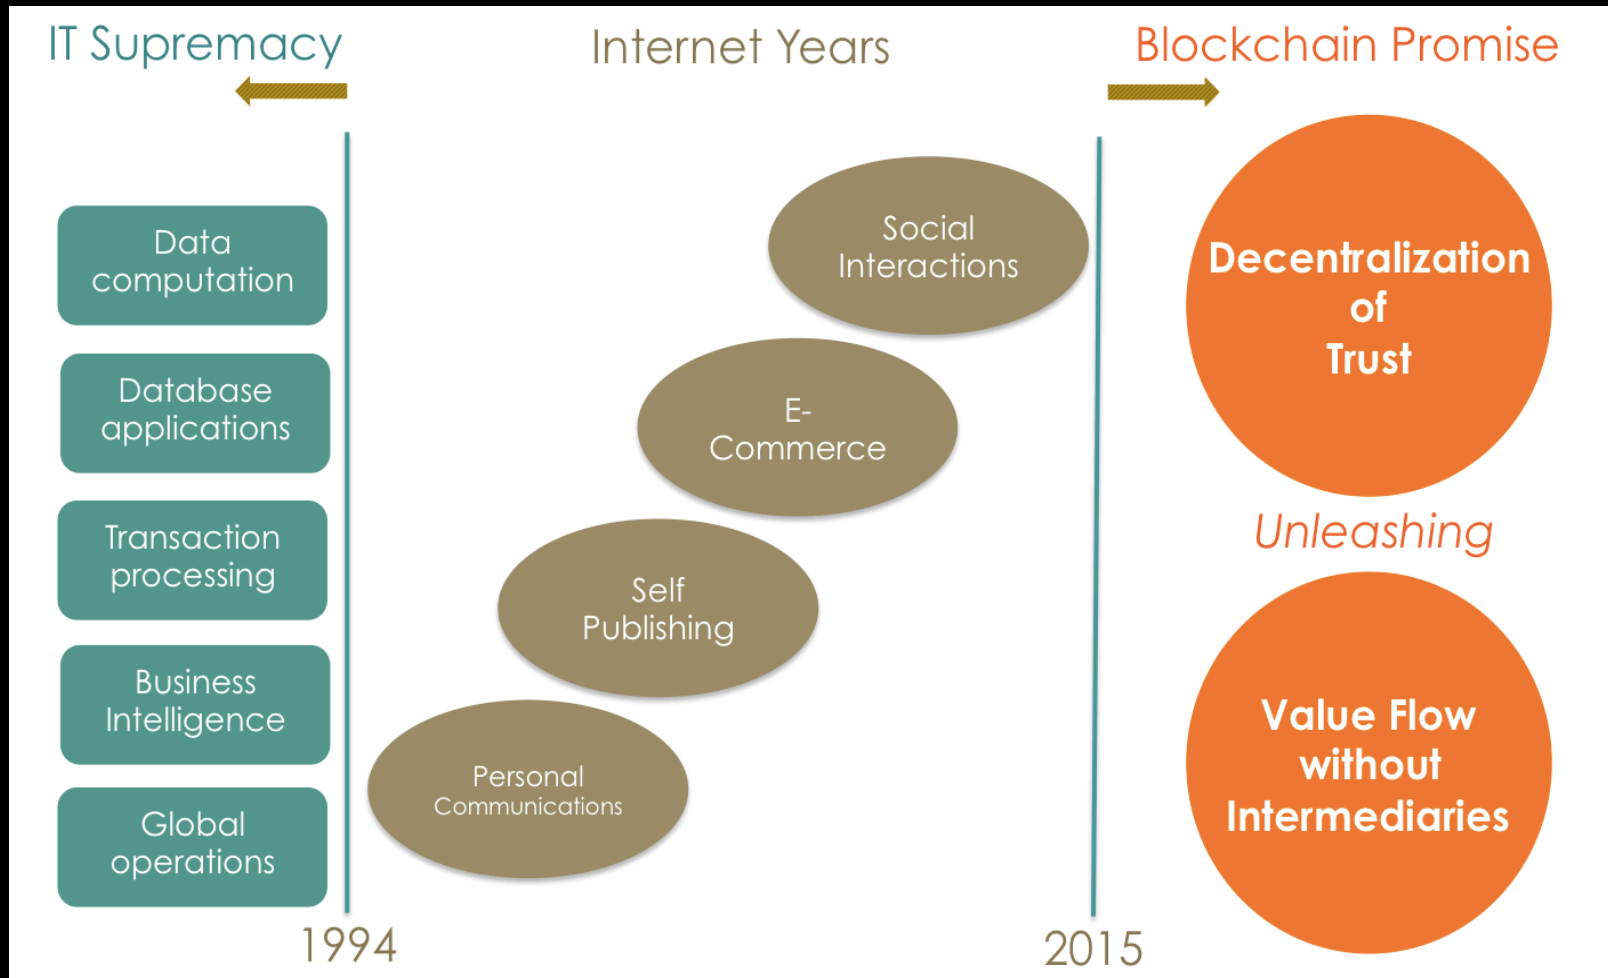 IT Supremacy
Internet Years
Blockchain Promise
Data
computation
Database
applications
Transaction
processing
Business
Intelligence
Global
operations
Social
Interactions
E-
Commerce
Self
Publishing
Personal
Communications
Decentralization
of
Trust
Unleashing
Value Flow
without
Intermediaries
1994
2015